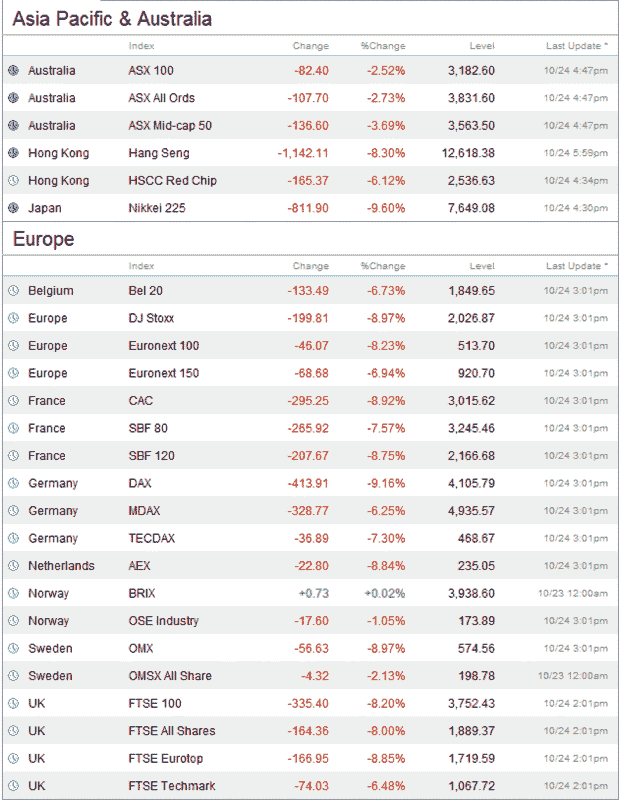 Asia Pacific & Australia
Index Change %Change Level Last Update *
Australia ASX 100 -82.40 -2.52% 3,182.60 10/24 4:47pm
Australia ASX All Ords -107.70 -2.73% 3,831.60 10/24 4:47pm
Australia ASX Mid-cap 50 -136.60 -3.69% 3,563.50 10/24 4:47pm
Hong Kong Hang Seng -1,142.11 -8.30% 12,618.38 10/24 5:59pm
Hong Kong HSCC Red Chip -165.37 -6.12% 2,536.63 10/24 4:34pm
Japan Nikkei 225 -811.90 -9.60% 7,649.08 10/24 4:30pm
Europe
Index Change %Change Level Last Update *
Belgium Bel 20 -133.49 -6.73% 1,849.65 10/24 3:01pm
Europe DJ Stoxx -199.81 -8.97% 2,026.87 10/24 3:01pm
Europe Euronext 100 -46.07 -8.23% 513.70 10/24 3:01pm
Europe Euronext 150 -68.68 -6.94% 920.70 10/24 3:01pm
France CAC -295.25 -8.92% 3,015.62 10/24 3:01pm
France SBF 80 -265.92 -7.57% 3,245.46 10/24 3:01pm
France SBF 120 -207.67 -8.75% 2,166.68 10/24 3:01pm
Germany DAX -413.91 -9.16% 4,105.79 10/24 3:01pm
Germany MDAX -328.77 -6.25% 4,935.57 10/24 3:01pm
Germany TECDAX -36.89 -7.30% 468.67 10/24 3:01pm
Netherlands AEX -22.80 -8.84% 235.05 10/24 3:01pm
Norway BRIX +0.73 +0.02% 3,938.60 10/23 12:00am
Norway OSE Industry -17.60 -1.05% 173.89 10/24 3:01pm
Sweden OMX -56.63 -8.97% 574.56 10/24 3:01pm
Sweden OMSX All Share -4.32 -2.13% 198.78 10/23 12:00am
UK FTSE 100 -335.40 -8.20% 3,752.43 10/24 2:01pm
UK FTSE All Shares -164.36 -8.00% 1,889.37 10/24 2:01pm
UK FTSE Eurotop -166.95 -8.85% 1,719.59 10/24 2:01pm
UK FTSE Techmark -74.03 -6.48% 1,067.72 10/24 2:01pm